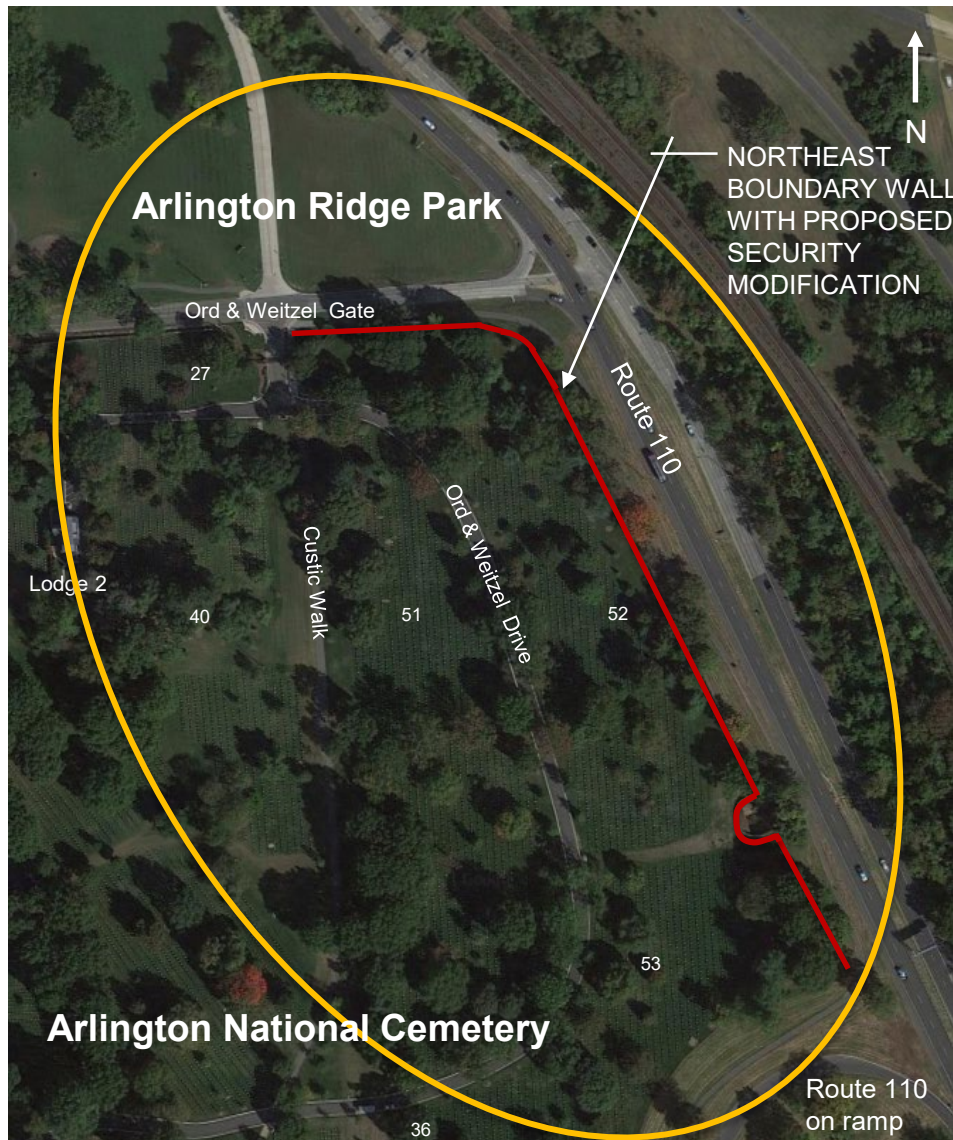 N
NORTHEAST
BOUNDARY WALL
WITH PROPOSED
SECURITY
MODIFICATION
Arlington Ridge Park
Ord & Weitzel Gate
27
Route 110
Ord & Weitzel Drive
Custic Walk
Lodge 2
40
51
52
53
Arlington National Cemetery
Route 110
on ramp
36